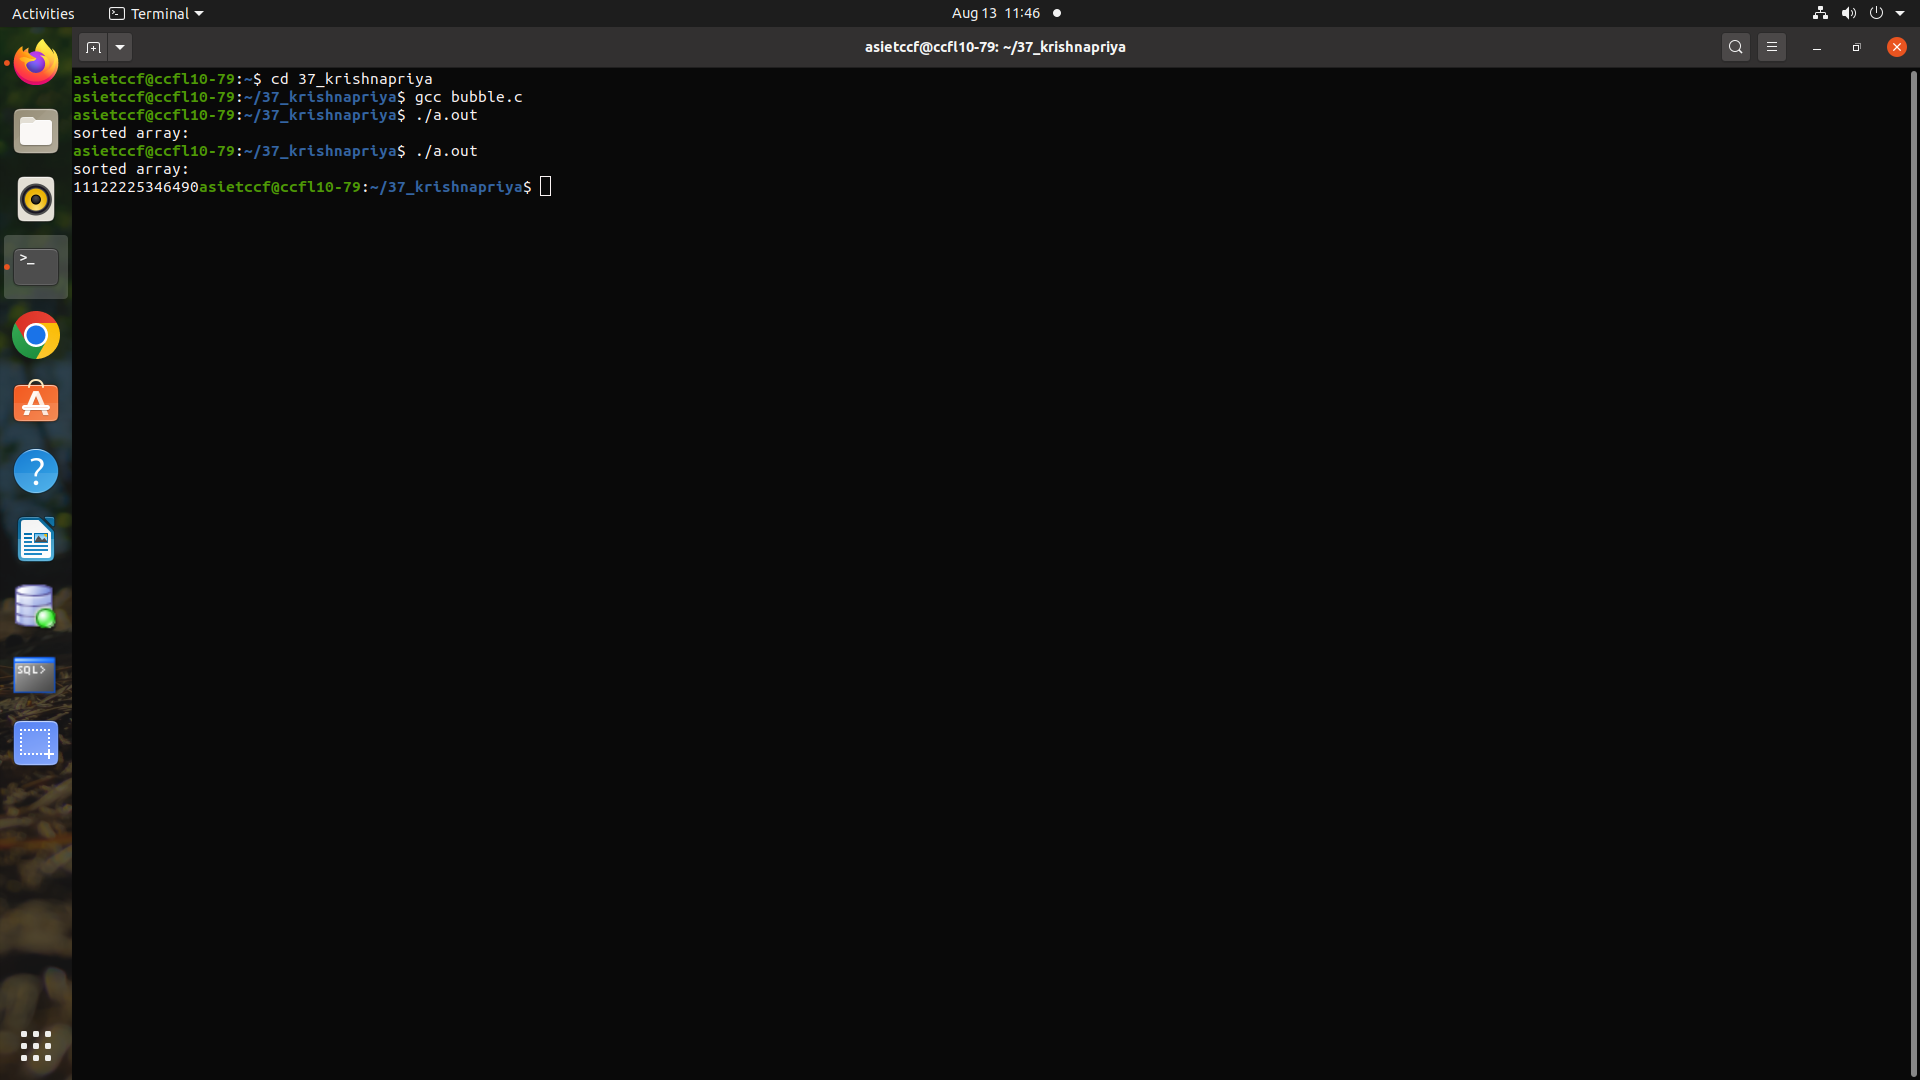 Activities
Terminal
Aug 13 11:46
asietccf@ccfl10-79: ~/37_krishnapriya
asietccf@ccfl10-79:~$ cd 37_krishnapriya
asietccf@ccfl10-79:~/37_krishnapriya$ gcc bubble.c
asietccf@ccfl10-79:~/37_krishnapriya$ ./a.out
sorted array:
asietccf@ccfl10-79:~/37_krishnapriya$ ./a.out
sorted array:
11122225346490asietccf@ccfl10-79:~/37_krishnapriya$
>_
?
SQL>